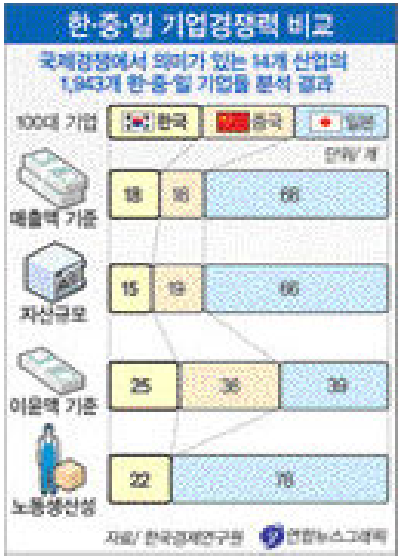 한·중·일 기업경쟁력 비교
국제경쟁에서 의미가 있는 14개 산업의
1,943개 한·중·일 기업들 분석 결과
100대 기업 한국 중국 일본
단위/ 개
매출액 기준 18 16 66
자산규모 15 19 66
이윤액 기준 25 36 39
노동생산성 22 78
자료/ 한국경제연구원 연합뉴스그래픽